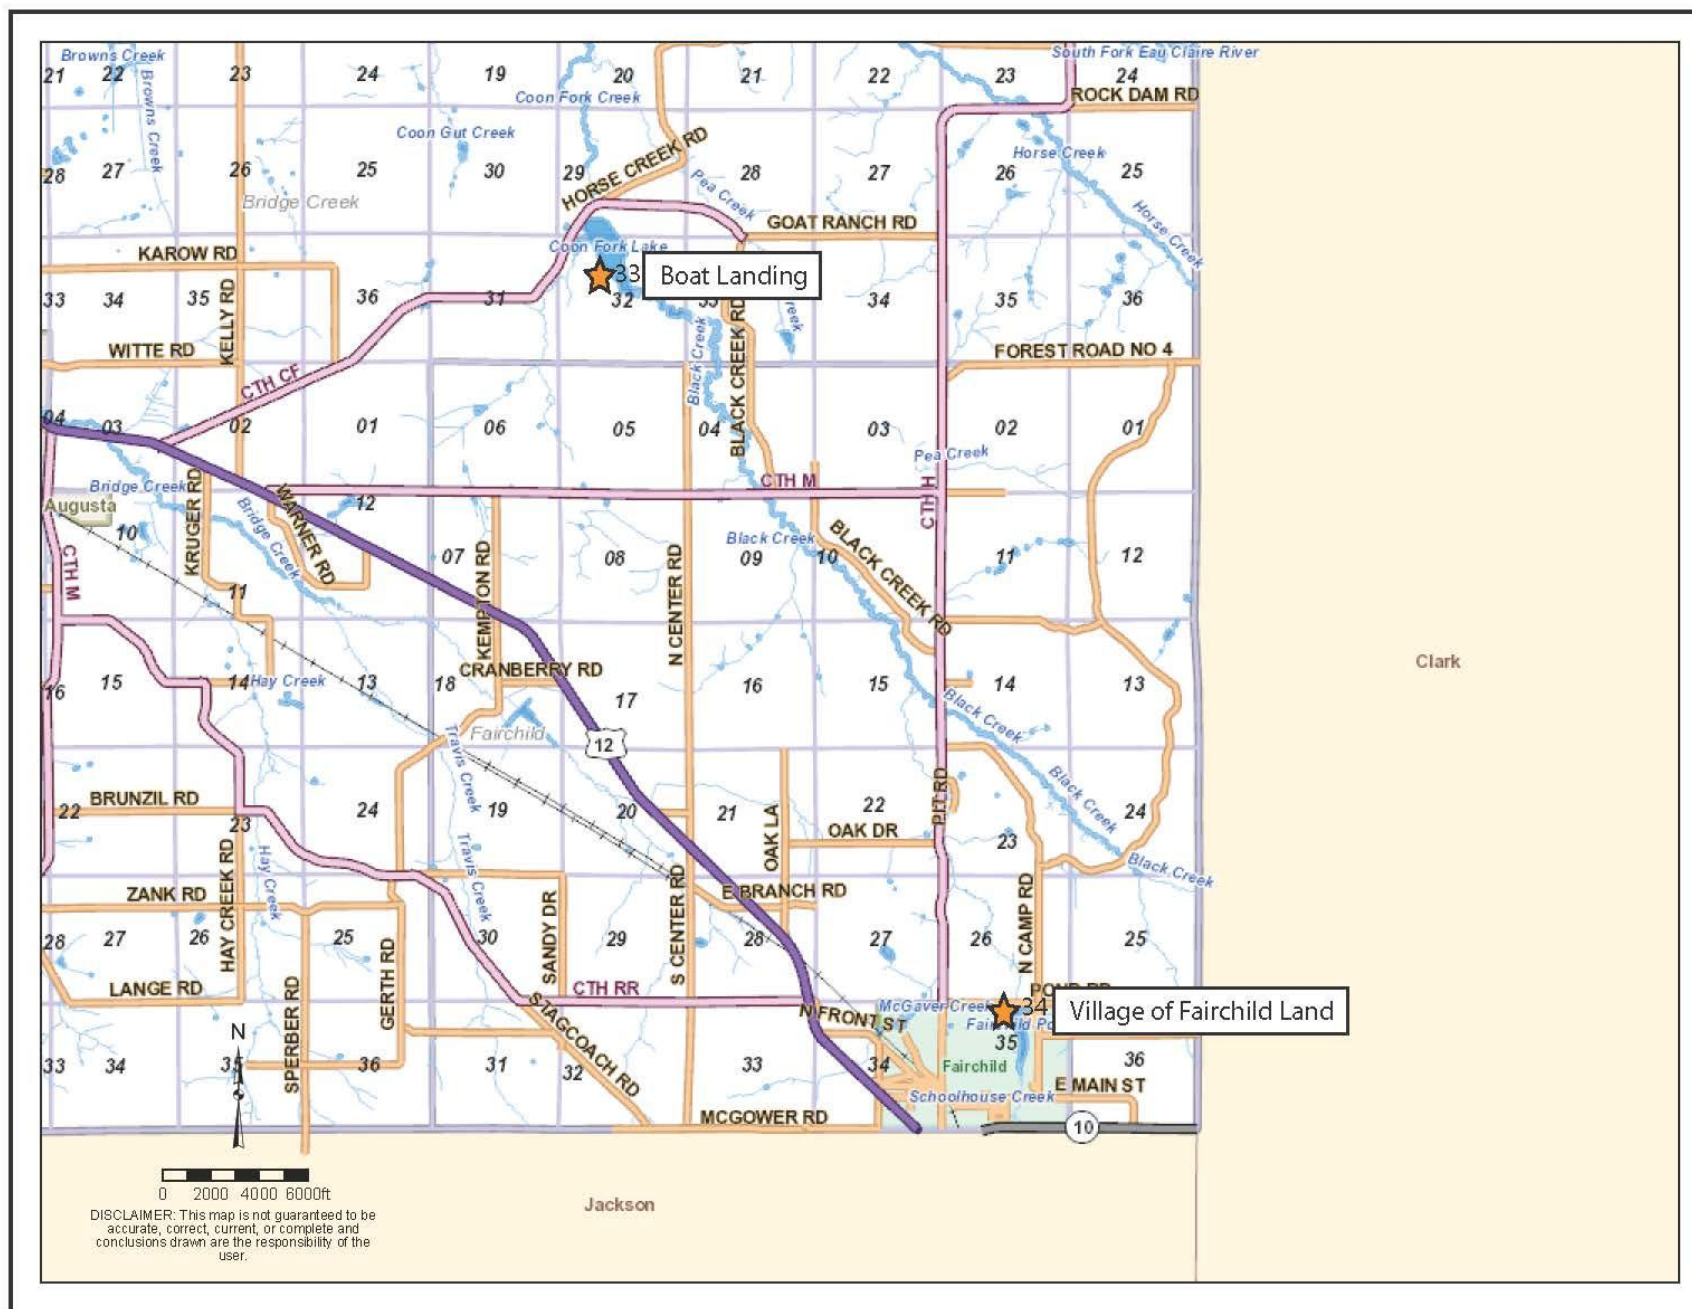 Browns Creek
South Fork Eau Claire River
21 22 23 24 19 20 21 22 23 24
ROCK DAM RD
Browns Creek
Coon Fork Creek
Coon Gut Creek
HORSE CREEK RD
Horse Creek
28 27 26 25 30 29 28 27 26 25
Pea Creek
Bridge Creek
Horse Creek
GOAT RANCH RD
KAROW RD
Coon Fork Lake
33 Boat Landing
33 34 35 36 31 32 33 34 35 36
KELLY RD
Creek
BLACK CREEK RD
Black Creek
WITTE RD
FOREST ROAD NO 4
CTH CF
04 03 02 01 06 05 04 03 02 01
Pea Creek
CTH M
Bridge Creek
KRUGER RD
WARNER RD
Augusta
CTH H
12
10
Bridge Creek
Black Creek
BLACK CREEK RD
CTH M
07 08 09 10 11 12
KEMPTON RD
N CENTER RD
11
CRANBERRY RD
Clark
16 15 14 13 18 17 16 15 14 13
Hay Creek
Black Creek
Fairchild
12
Travis Creek
Black Creek
PIT RD
BRUNZIL RD
22 23 24 19 20 21 22 23 24
OAK LA
OAK DR
Travis Creek
Hay Creek
Black Creek
HAY CREEK RD
ZANK RD
S CENTER RD
E BRANCH RD
SANDY DR
N CAMP RD
28 27 26 25 30 29 28 27 26 25
GERTH RD
LANGE RD
SPERBER RD
CTH RR
POND RD
STAGCOACH RD
McGaver Creek
34 Village of Fairchild Land
N FRONT ST
N
33 34 35 36 31 32 33 34 35 36
Fairchild
E MAIN ST
Schoolhouse Creek
MCGOWER RD
10
0 2000 4000 6000ft
Jackson
DISCLAIMER: This map is not guaranteed to be
accurate, correct, current, or complete and
conclusions drawn are the responsibility of the
user.